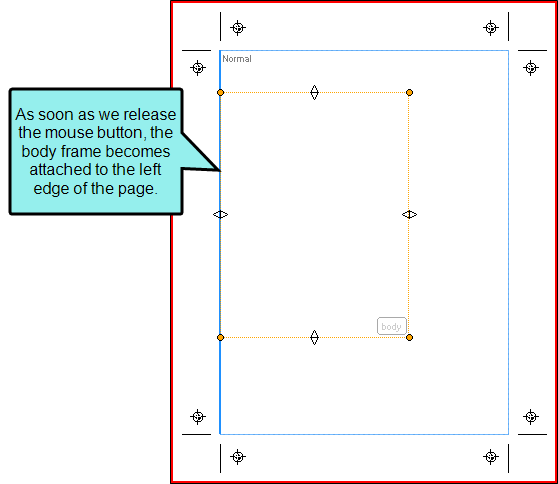 Normal
As soon as we release
the mouse button, the
body frame becomes
attached to the left
edge of the page.
body